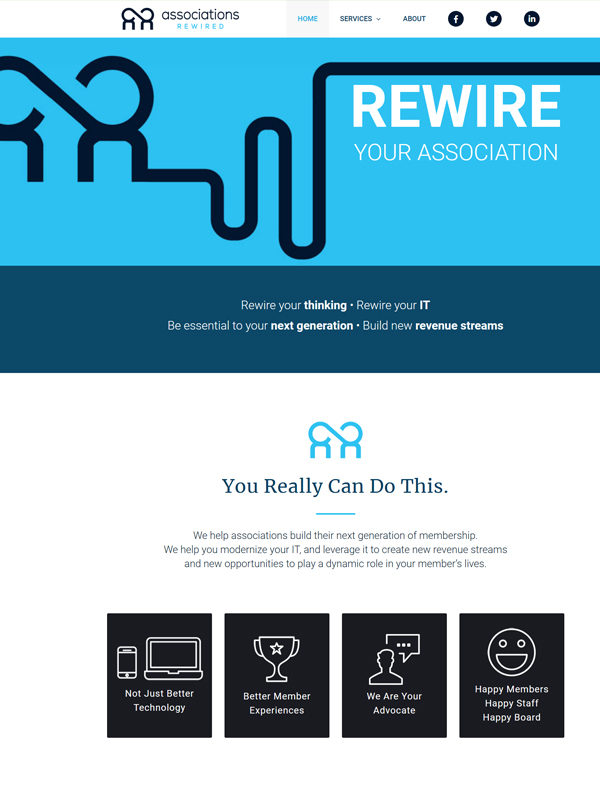 associations
REWIRED
HOME
SERVICES
ABOUT
REWIRE
YOUR ASSOCIATION
Rewire your thinking • Rewire your IT
Be essential to your next generation • Build new revenue streams
You Really Can Do This.
We help associations build their next generation of membership.
We help you modernize your IT, and leverage it to create new revenue streams
and new opportunities to play a dynamic role in your member's lives.
Not Just Better
Technology
Better Member
Experiences
We Are Your
Advocate
Happy Members
Happy Staff
Happy Board